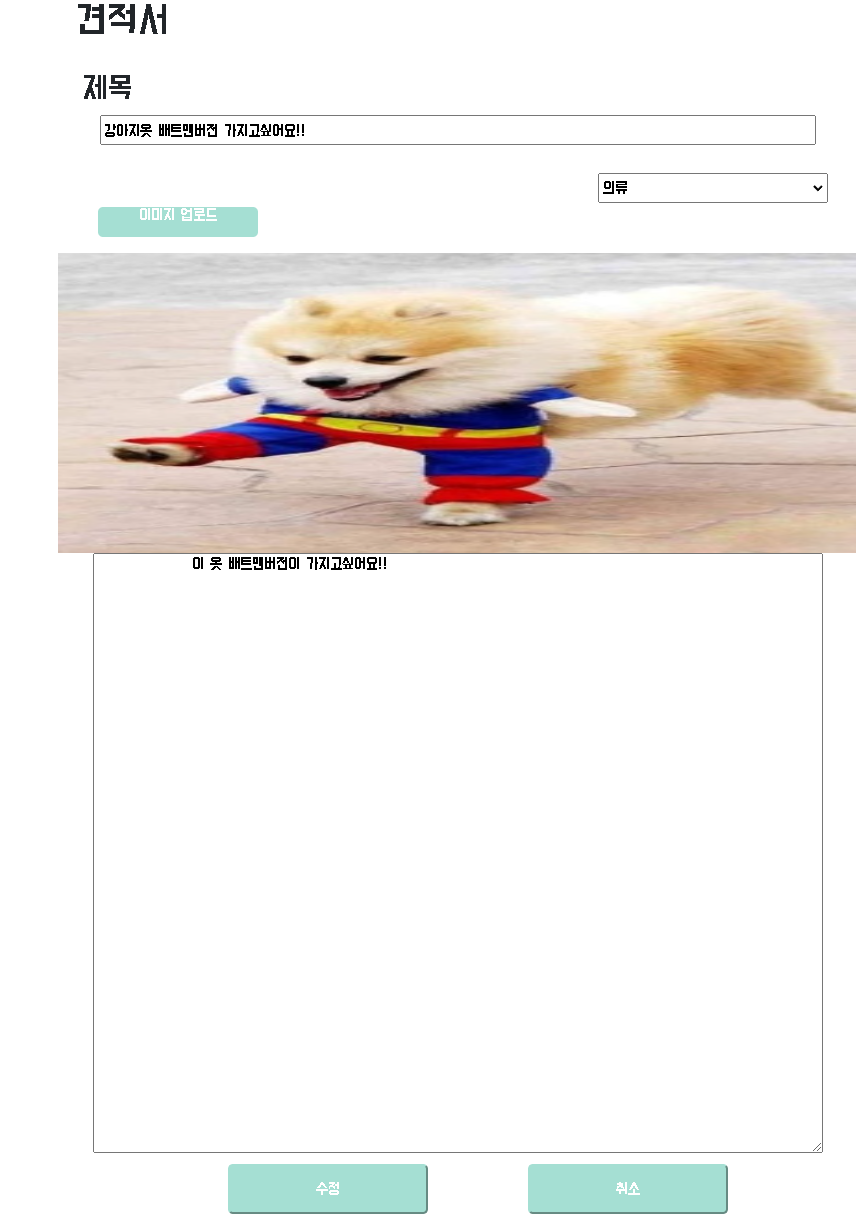 견적서
제목
강아지옷 배트맨버전 가지고싶어요!!
의류
이미지 업로드
이 옷 배트맨버전이 가지고싶어요!!
수정
취소